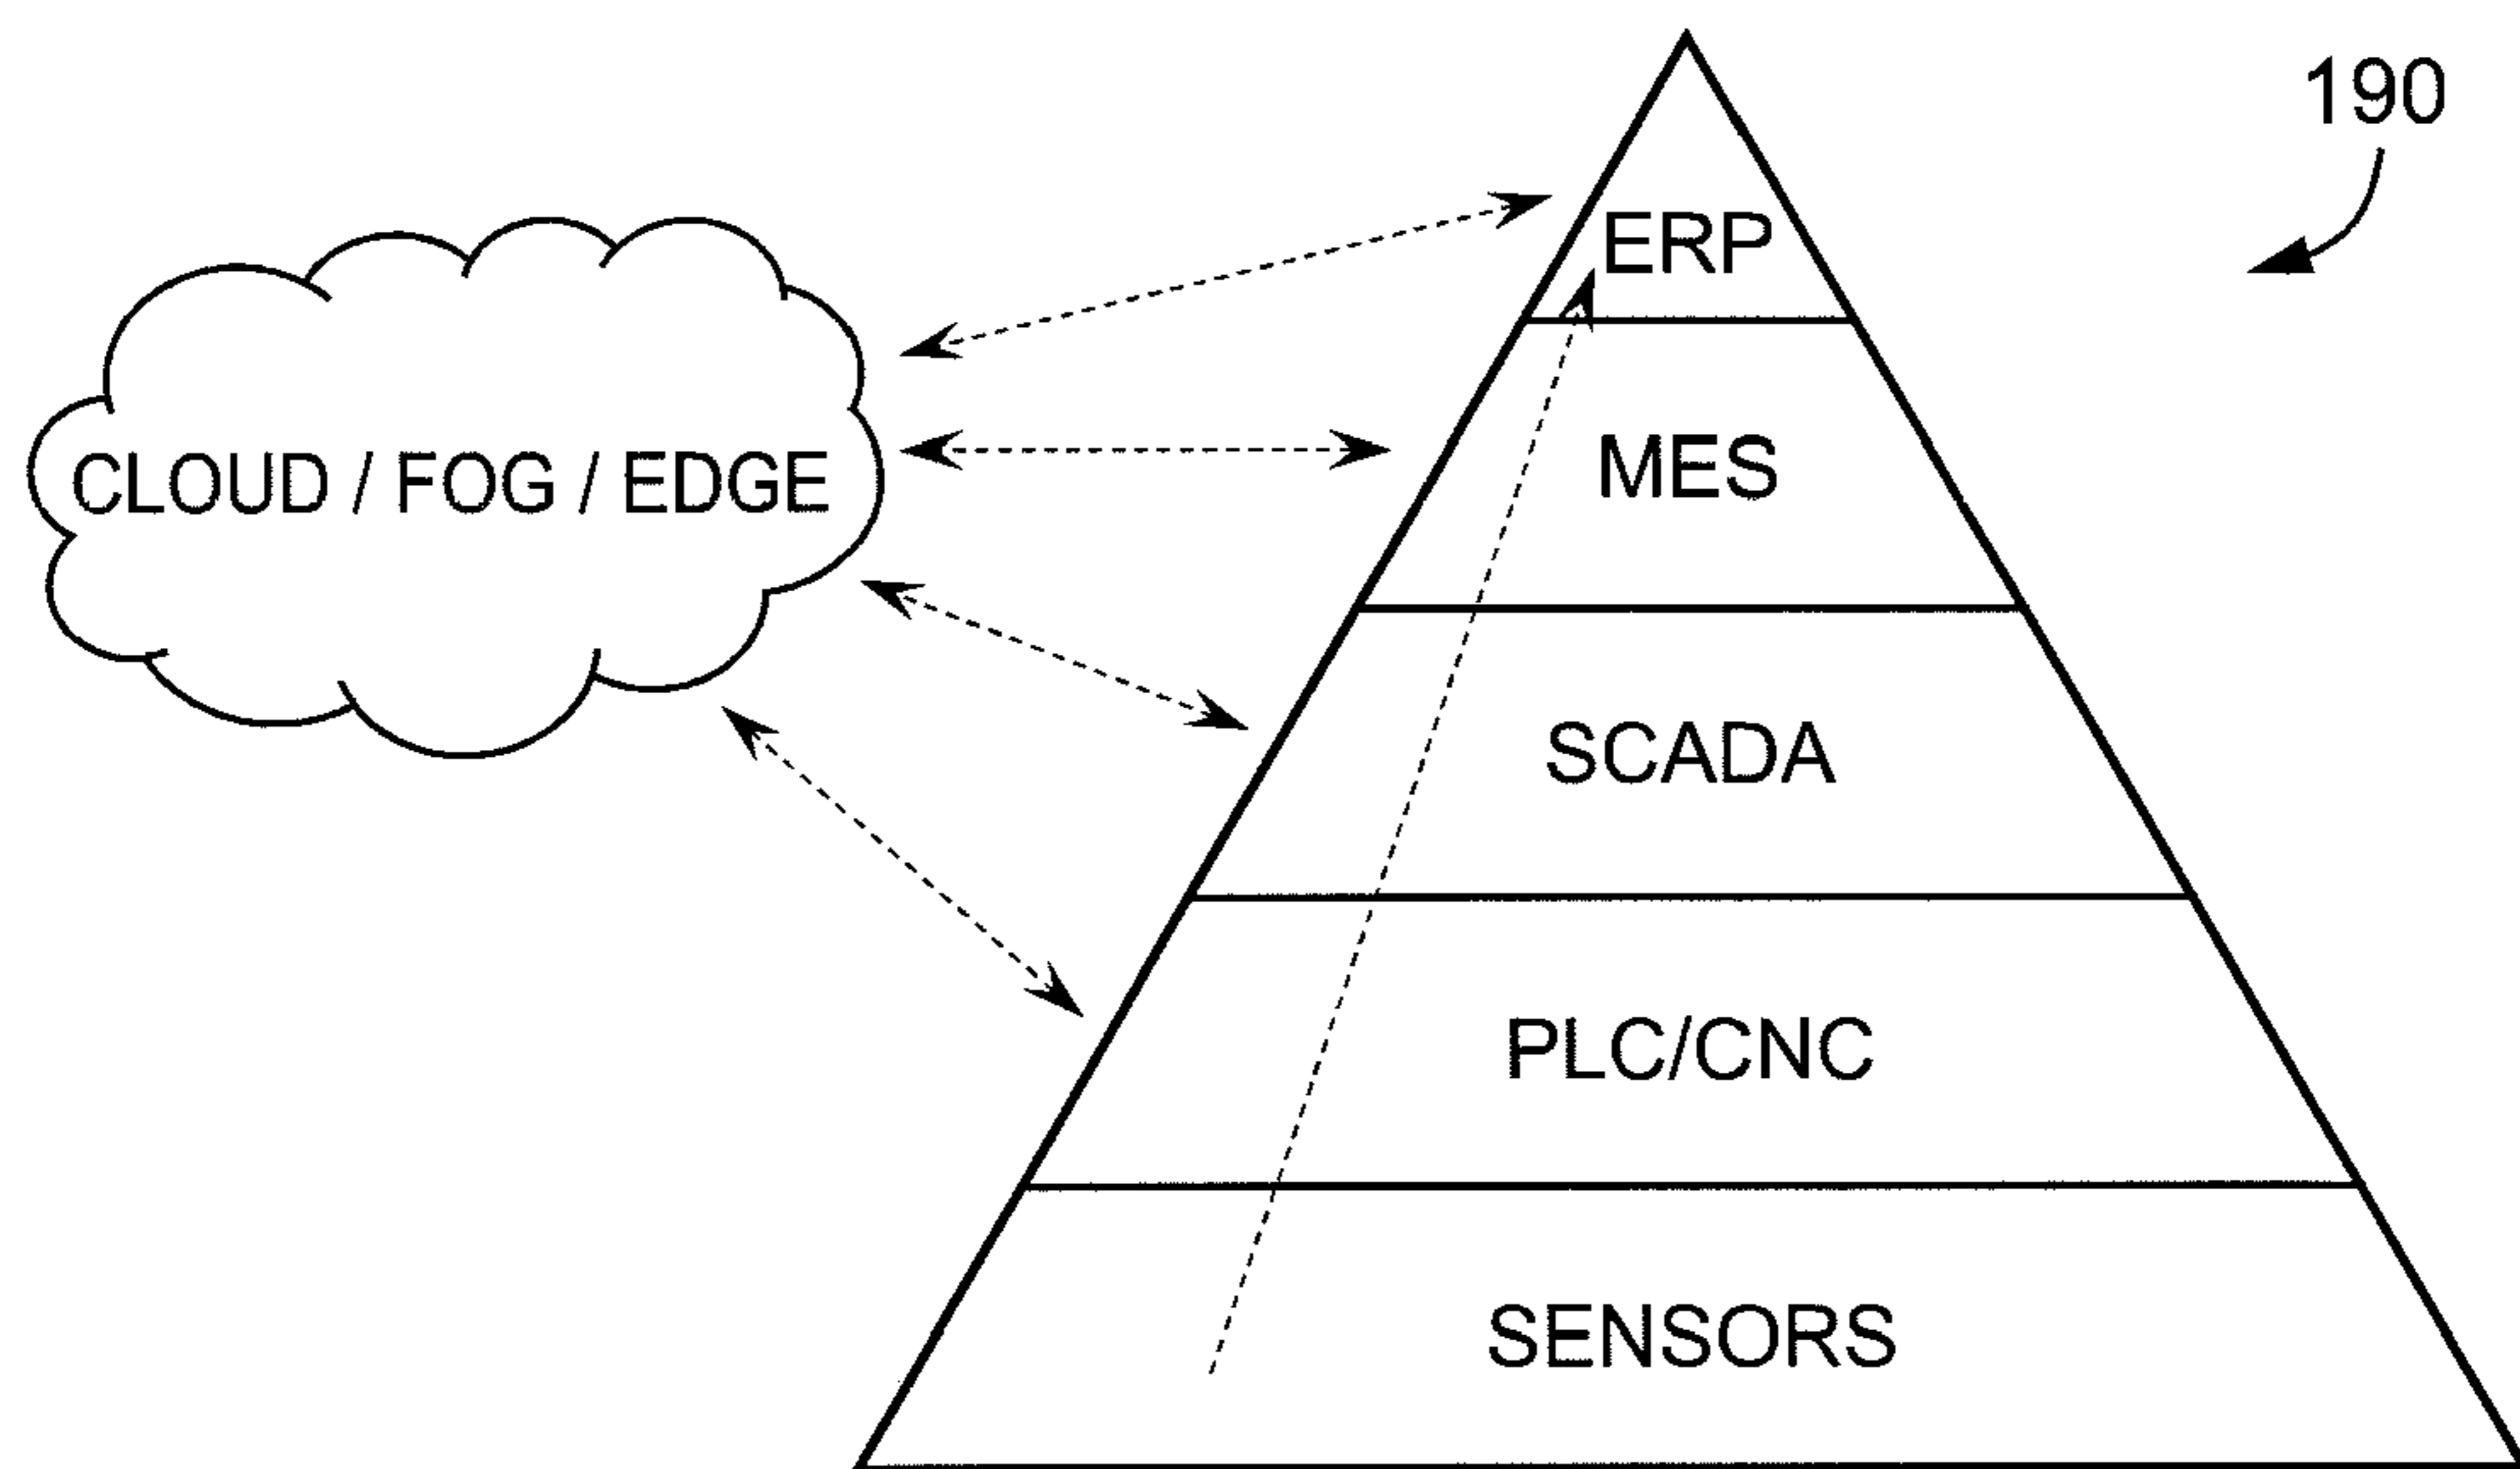 190
ERP
MES
CLOUD / FOG / EDGE
SCADA
PLC/CNC
SENSORS